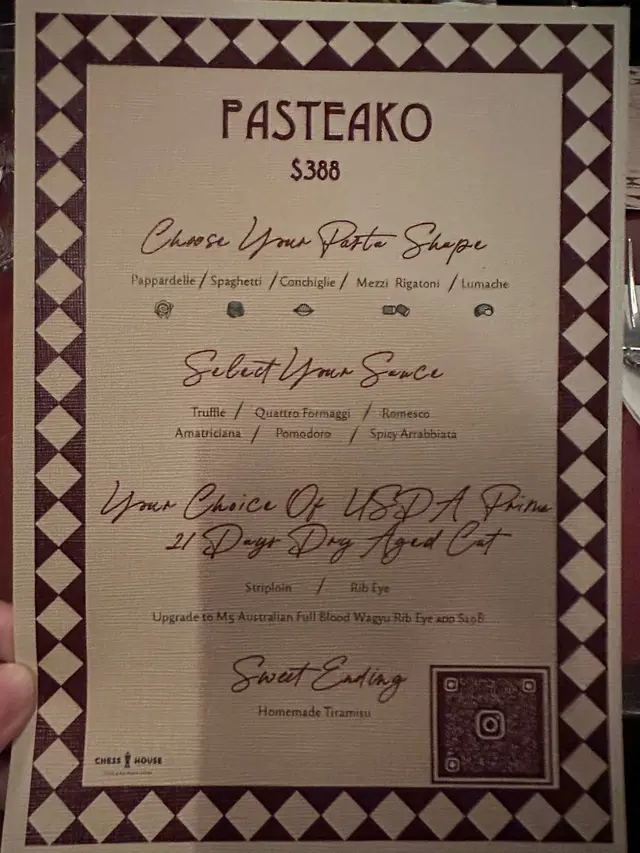 PASTEAKO
$388
Choose Your Pasta Shape
Pappardelle / Spaghetti / Conchiglie / Mezzi Rigatoni / Lumache
Select Your Sauce
Truffle / Quattro Formaggi / Romesco
Amatriciana / Pomodoro / Spicy Arrabbiata
Your Choice Of USDA Prime
21 Days Dry Aged Cut
Striploin / Rib Eye
Upgrade to M5 Australian Full Blood Wagyu Rib Eye ADD
Sweet Ending
Homemade Tiramisu
CHESS HOUSE